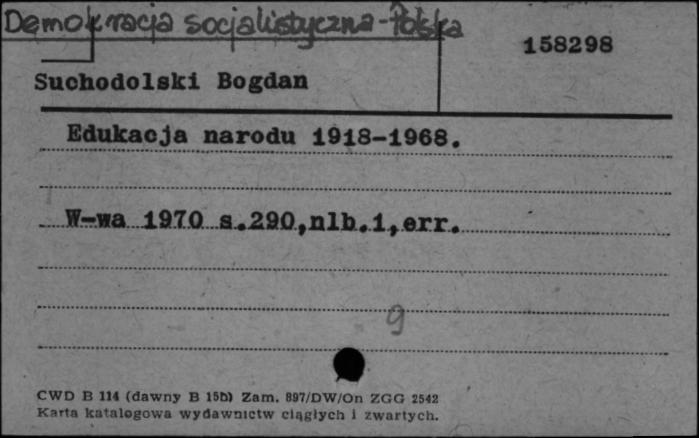 Demokracja socjalistyczna - Polska
158298
Suchodolski Bogdan
Edukacja narodu 1918-1968.
W-wa 1970 s.290,nlb.1,err.
9
CWD B 114 (dawny B 15b) Zam. 897/DW/On ZGG 2542
Karta katalogowa wydawnictw ciągłych i zwartych.